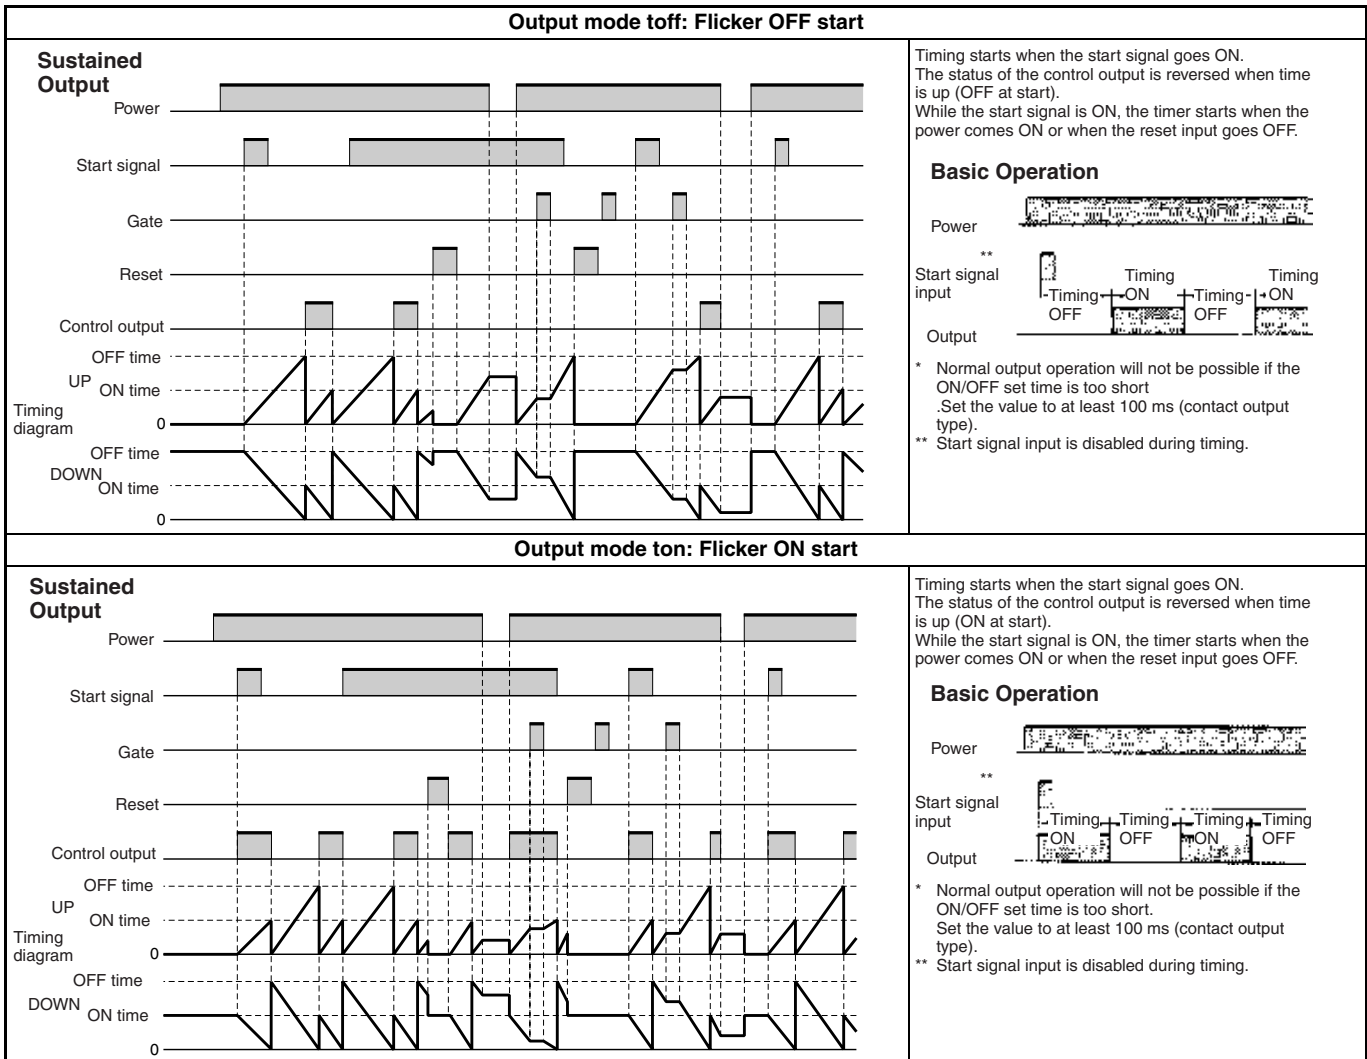 Output mode toff: Flicker OFF start
Sustained
Output
Power
Start signal
Gate
Reset
Control output
OFF time
UP
ON time
Timing
diagram
0
OFF time
DOWN
ON time
0
Timing starts when the start signal goes ON.
The status of the control output is reversed when time
is up (OFF at start).
While the start signal is ON, the timer starts when the
power comes ON or when the reset input goes OFF.
Basic Operation
Power
**
Start signal
input
Timing
OFF
Timing
ON
Timing
OFF
Timing
ON
Output
* Normal output operation will not be possible if the
ON/OFF set time is too short
.Set the value to at least 100 ms (contact output
type).
** Start signal input is disabled during timing.
Output mode ton: Flicker ON start
Sustained
Output
Power
Start signal
Gate
Reset
Control output
OFF time
UP
ON time
Timing
diagram
0
OFF time
DOWN
ON time
0
Timing starts when the start signal goes ON.
The status of the control output is reversed when time
is up (ON at start).
While the start signal is ON, the timer starts when the
power comes ON or when the reset input goes OFF.
Basic Operation
Power
**
Start signal
input
Timing
ON
Timing
OFF
Timing
ON
Timing
OFF
Output
* Normal output operation will not be possible if the
ON/OFF set time is too short.
Set the value to at least 100 ms (contact output
type).
** Start signal input is disabled during timing.